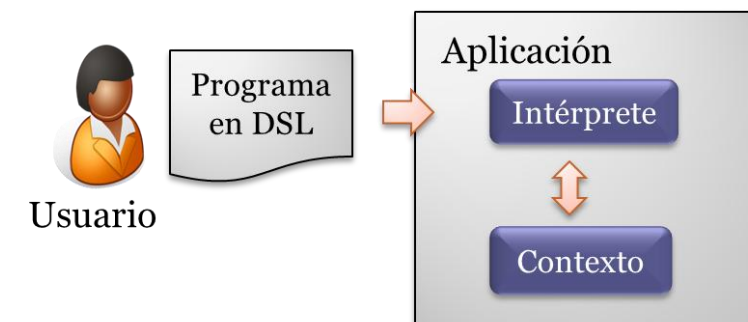 Aplicación
Programa
en DSL
Intérprete
Usuario
Contexto